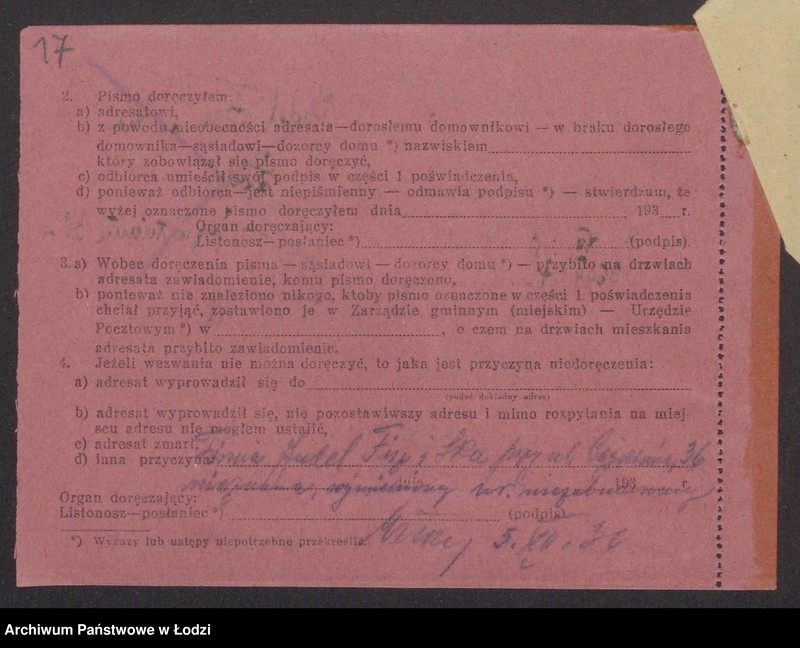 17
2. Pismo doręczyłem:
a) adresatowi,
b) z powodu nieobecności adresata—dorosłemu domownikowi — w braku dorosłego
domownika—sąsiadowi—dozorcy domu *) nazwiskiem
który zobowiązał się pismo doręczyć,
c) odbiorca umieścił swój podpis w części 1 poświadczenia,
d) ponieważ odbiorca—jest niepiśmienny — odmawia podpisu *) — stwierdzam, że
wyżej oznaczone pismo doręczyłem dnia 193 r.
Organ doręczający:
Listonosz—posłaniec *) (podpis).
3. a) Wobec doręczenia pisma — sąsiadowi — dozorcy domu *) — przybito na drzwiach
adresata zawiadomienie, komu pismo doręczono,
b) ponieważ nie znaleziono nikogo, ktoby pismo oznaczone w części 1 poświadczenia
chciał przyjąć, zostawiono je w Zarządzie gminnym (miejskim) — Urzędzie
Pocztowym *) w , o czem na drzwiach mieszkania
adresata przybito zawiadomienie.
4. Jeżeli wezwania nie można doręczyć, to jaka jest przyczyna niedoręczenia:
a) adresat wyprowadził się do
(podać dokładny adres)
b) adresat wyprowadził się, nie pozostawiwszy adresu i mimo rozpytania na miej-
scu adresu nie mogłem ustalić,
c) adresat zmarł,
d) inna przyczyna Firma Judel Fisz i Ska przy ul. 36
dnia 193 r.
nr. niezabudowany
Organ doręczający:
Listonosz—posłaniec *) (podpis)
5. XII. 31
*) Wyrazy lub ustępy niepotrzebne przekreślić.
Archiwum Państwowe w Łodzi